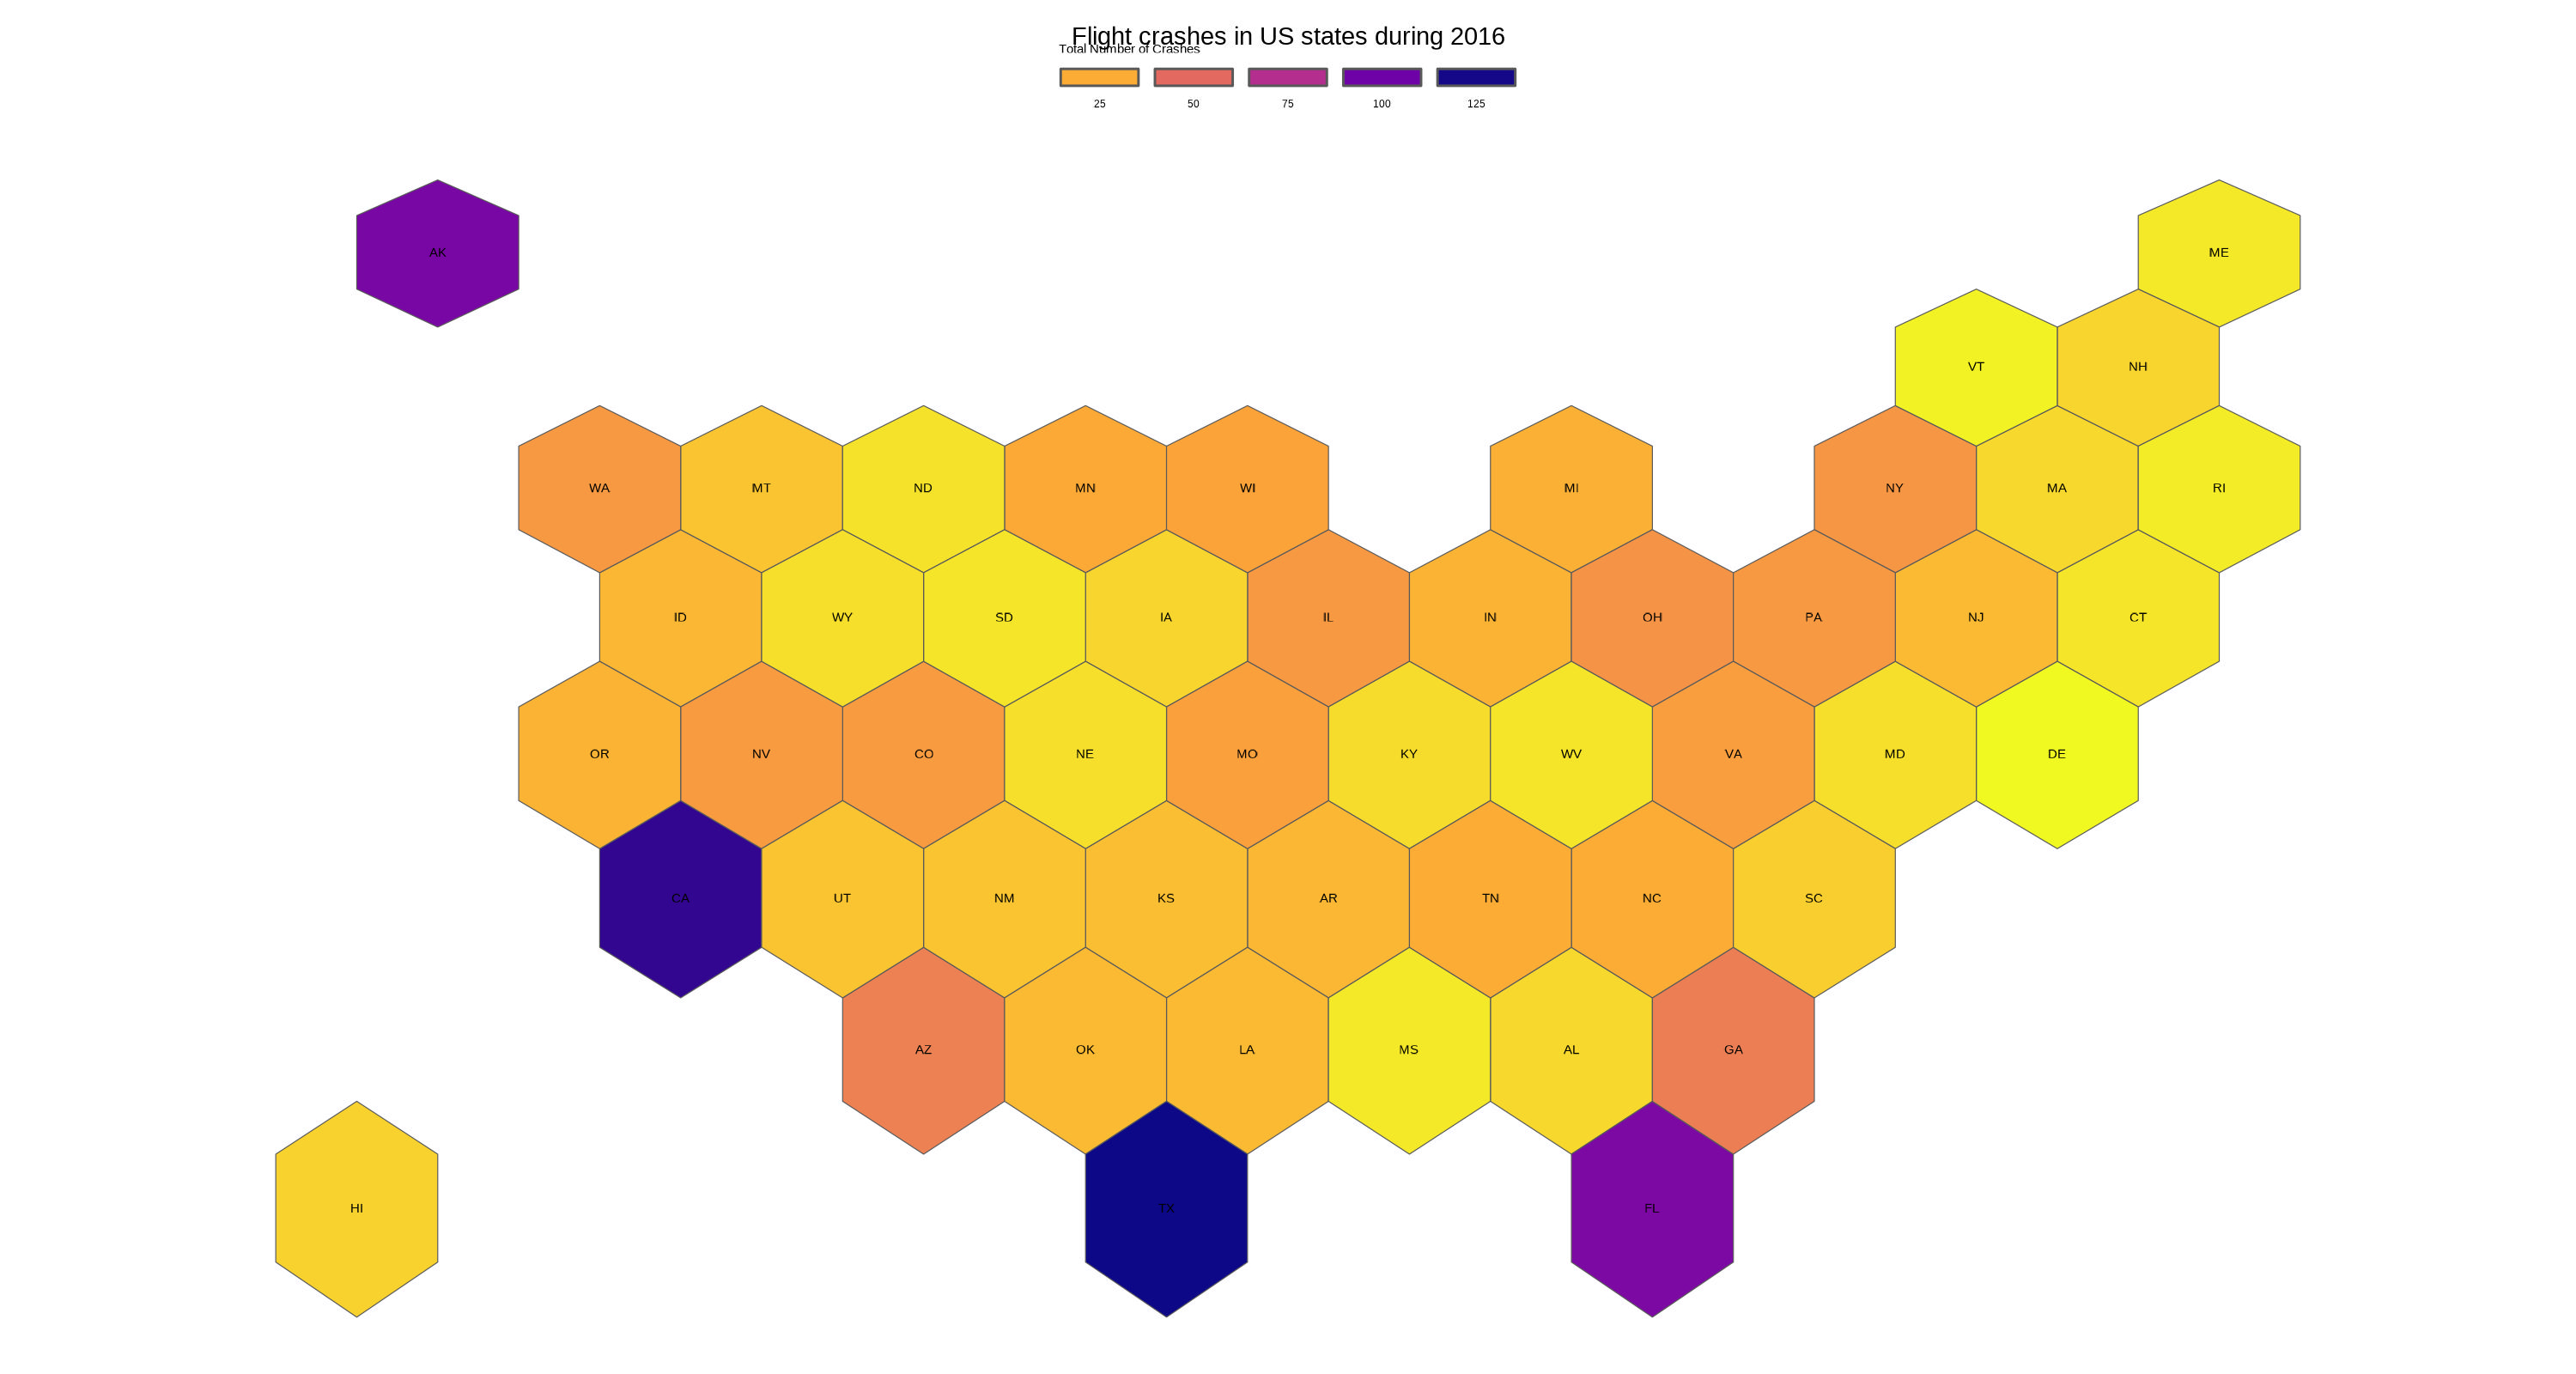 Flight crashes in US states during 2016
Total Number of Crashes
25 50 75 100 125
AK ME
VT NH
WA MT ND MN WI MI NY MA RI
ID WY SD IA IL IN OH PA NJ CT
OR NV CO NE MO KY WV VA MD DE
CA UT NM KS AR TN NC SC
AZ OK LA MS AL GA
HI TX FL